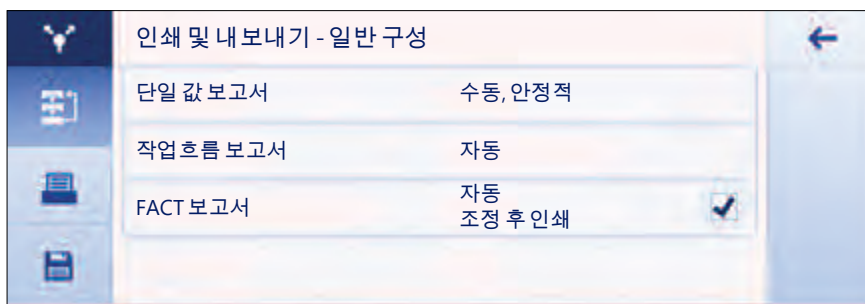 인쇄 및 내보내기 - 일반 구성
단일 값 보고서 수동, 안정적
작업흐름 보고서 자동
FACT 보고서 자동
조정 후 인쇄